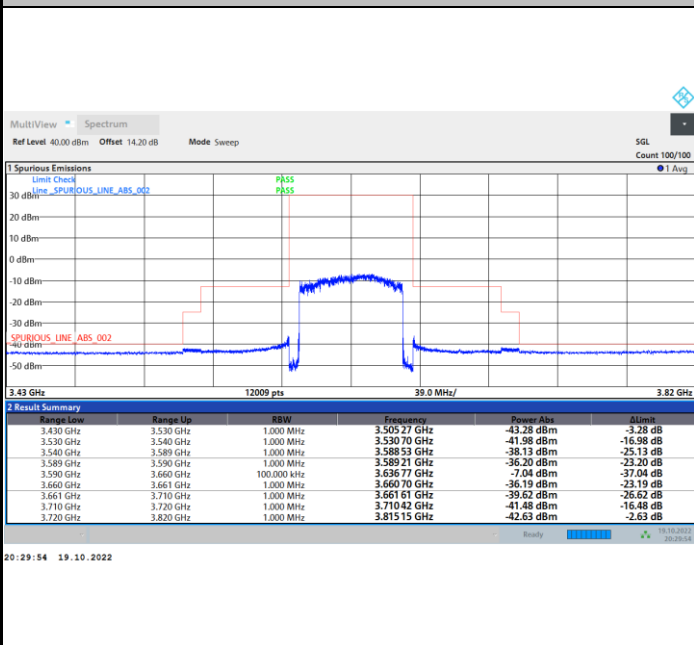 MultiView Spectrum
Ref Level 40.00 dBm Offset 14.20 dB Mode Sweep SGL
Count 100/100
1 Spurious Emissions 1 Avg
Limit Check PASS
Line _SPURIOUS_LINE_ABS_002 PASS
30 dBm
20 dBm
10 dBm
0 dBm
-10 dBm
-20 dBm
-30 dBm
SPURIOUS_LINE_ABS_002
-40 dBm
-50 dBm
3.43 GHz 12009 pts 39.0 MHz/ 3.82 GHz
2 Result Summary
Range Low Range Up RBW Frequency Power Abs ΔLimit
3.430 GHz 3.530 GHz 1.000 MHz 3.505 27 GHz -43.28 dBm -3.28 dB
3.530 GHz 3.540 GHz 1.000 MHz 3.530 70 GHz -41.98 dBm -16.98 dB
3.540 GHz 3.589 GHz 1.000 MHz 3.588 53 GHz -38.13 dBm -25.13 dB
3.589 GHz 3.590 GHz 1.000 MHz 3.589 21 GHz -36.20 dBm -23.20 dB
3.590 GHz 3.660 GHz 100.000 kHz 3.636 77 GHz -7.04 dBm -37.04 dB
3.660 GHz 3.661 GHz 1.000 MHz 3.660 70 GHz -36.19 dBm -23.19 dB
3.661 GHz 3.710 GHz 1.000 MHz 3.661 61 GHz -39.62 dBm -26.62 dB
3.710 GHz 3.720 GHz 1.000 MHz 3.710 42 GHz -41.48 dBm -16.48 dB
3.720 GHz 3.820 GHz 1.000 MHz 3.815 15 GHz -42.63 dBm -2.63 dB
Ready 19.10.2022
20:29:54
20:29:54 19.10.2022